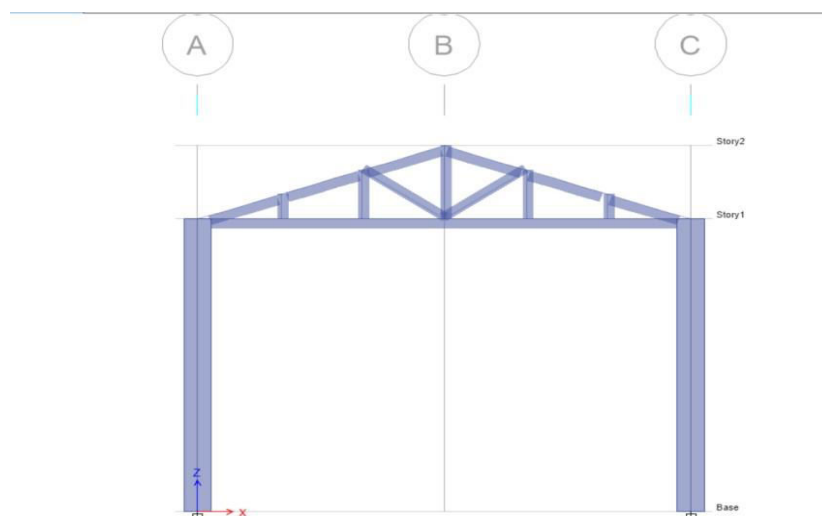 A B C
Story2
Story1
Z
X
Base